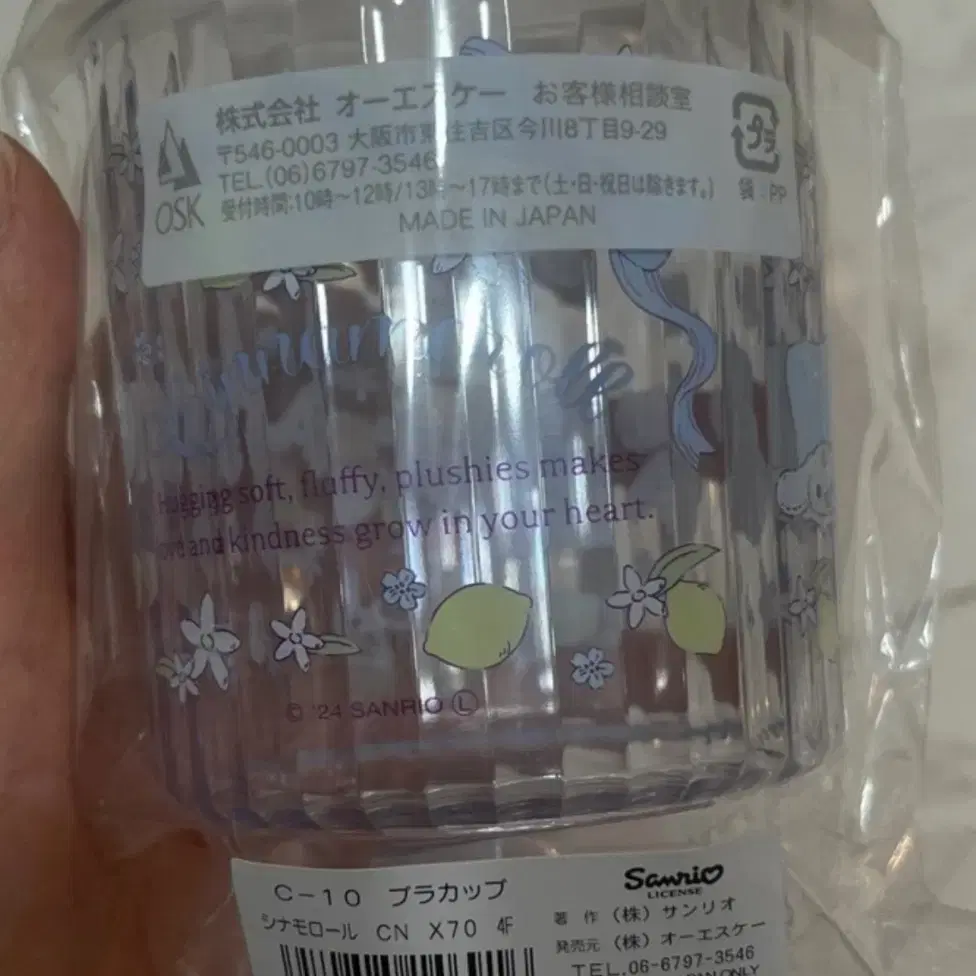 株式会社 オーエスケー お客様相談室
〒546-0003 大阪市東住吉区今川8丁目9-29
TEL.(06)6797-3546
受付時間:10時～12時/13時～17時まで(土・日・祝日は除きます。)
MADE IN JAPAN
OSK
プラ
袋:PP
Hugging soft, fluffy, plushies makes
love and kindness grow in your heart.
© '24 SANRIO Ⓛ
C-10 プラカップ
シナモロール CN X70 4F
Sanrio
LICENSE
著 作 (株) サンリオ
発売元 (株) オーエスケー
TEL.06-6797-3546